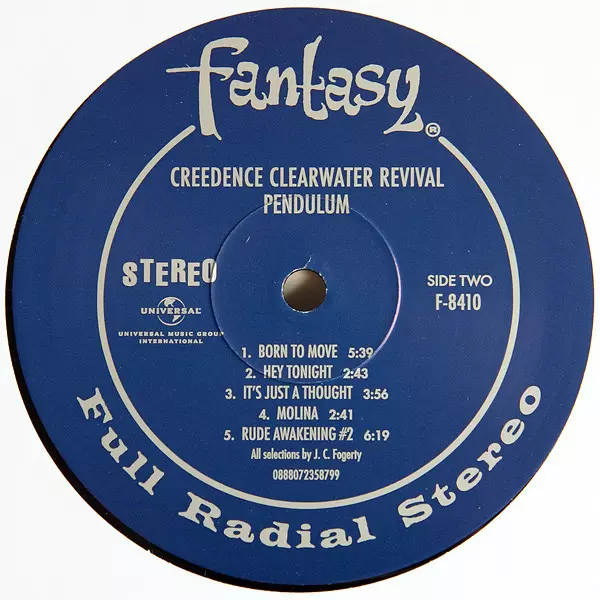 fantasy®
CREEDENCE CLEARWATER REVIVAL
PENDULUM
STEREO
UNIVERSAL
UNIVERSAL MUSIC GROUP
INTERNATIONAL
SIDE TWO
F-8410
1. BORN TO MOVE 5:39
2. HEY TONIGHT 2:43
3. IT'S JUST A THOUGHT 3:56
4. MOLINA 2:41
5. RUDE AWAKENING #2 6:19
All selections by J. C. Fogerty
0888072358799
Full Radial Stereo